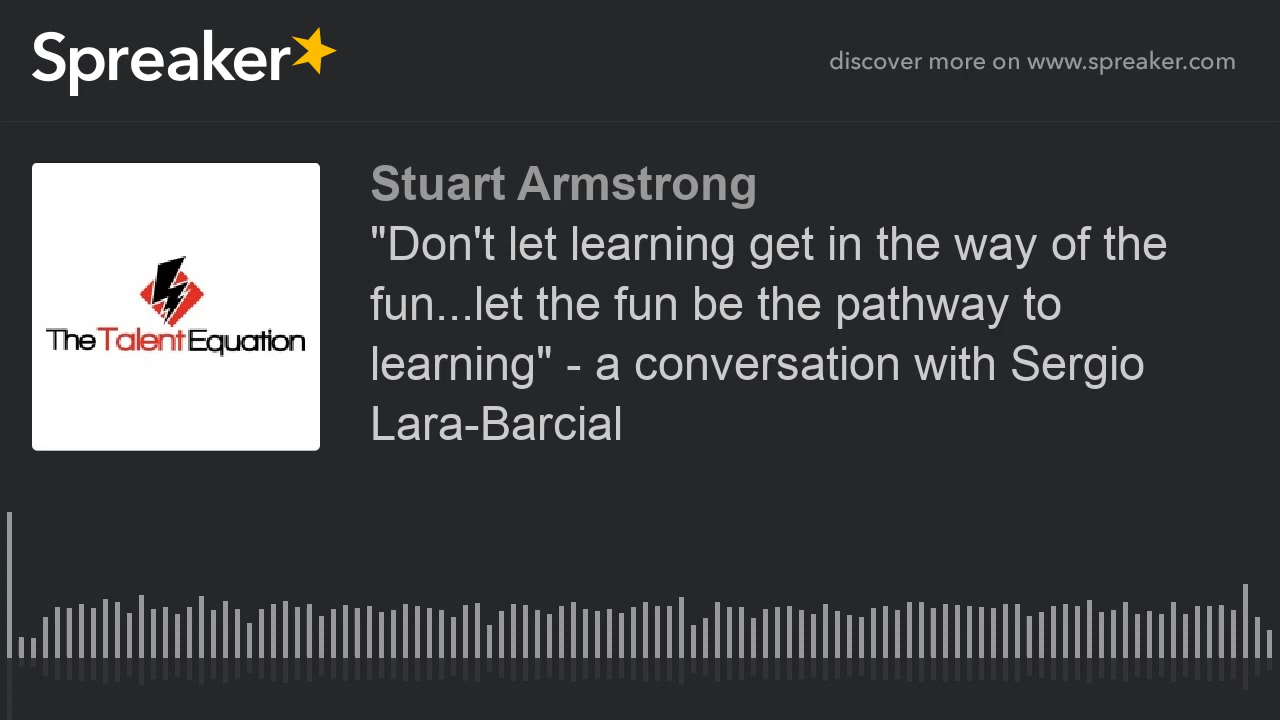 Spreaker
discover more on www.spreaker.com
The Talent Equation
Stuart Armstrong
"Don't let learning get in the way of the
fun...let the fun be the pathway to
learning" - a conversation with Sergio
Lara-Barcial